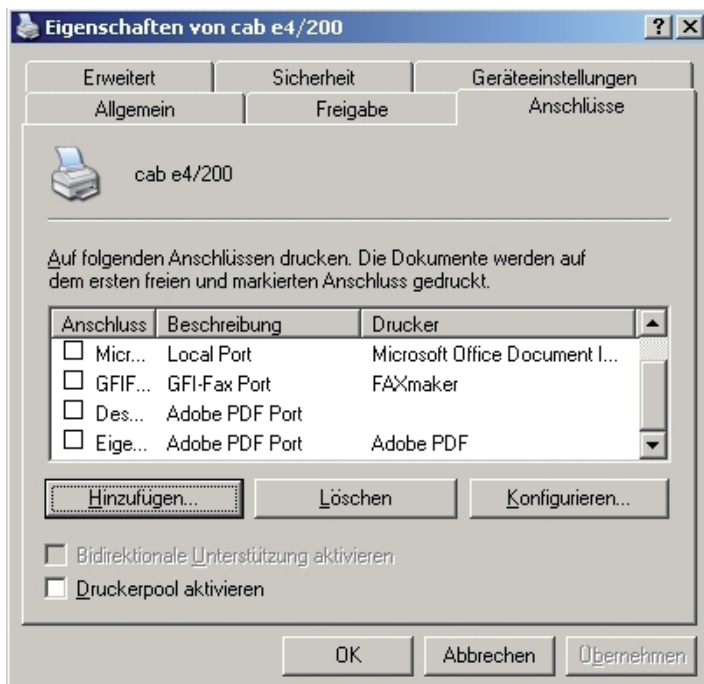 Eigenschaften von cab e4/200
Erweitert Sicherheit Geräteeinstellungen
Allgemein Freigabe Anschlüsse
cab e4/200
Auf folgenden Anschlüssen drucken. Die Dokumente werden auf
dem ersten freien und markierten Anschluss gedruckt.
Anschluss Beschreibung Drucker
Micr... Local Port Microsoft Office Document I...
GFIF... GFI-Fax Port FAXmaker
Des... Adobe PDF Port
Eige... Adobe PDF Port Adobe PDF
Hinzufügen... Löschen Konfigurieren...
Bidirektionale Unterstützung aktivieren
Druckerpool aktivieren
OK Abbrechen Übernehmen